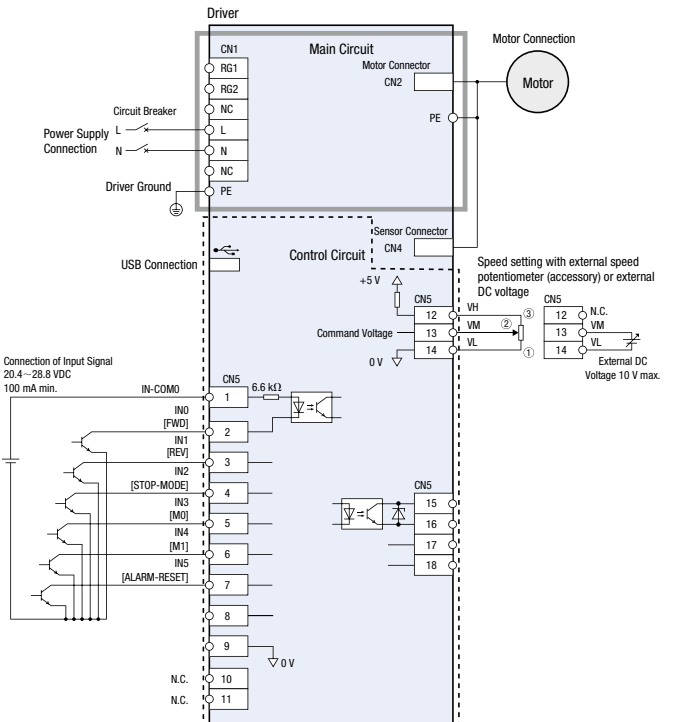 Driver
Main Circuit
CN1
RG1
RG2
NC
L
N
NC
PE
Motor Connector
CN2
PE
Motor Connection
Motor
Circuit Breaker
Power Supply
Connection
L
N
Driver Ground
Sensor Connector
CN4
Control Circuit
USB Connection
+5 V
Command Voltage
0 V
CN5
12
13
14
VH
VM
VL
③
②
①
Speed setting with external speed
potentiometer (accessory) or external
DC voltage
CN5
12
13
14
N.C.
VM
VL
External DC
Voltage 10 V max.
Connection of Input Signal
20.4~28.8 VDC
100 mA min.
IN-COM0
IN0
[FWD]
IN1
[REV]
IN2
[STOP-MODE]
IN3
[M0]
IN4
[M1]
IN5
[ALARM-RESET]
N.C.
N.C.
CN5
1
2
3
4
5
6
7
8
9
10
11
6.6 kΩ
0 V
CN5
15
16
17
18